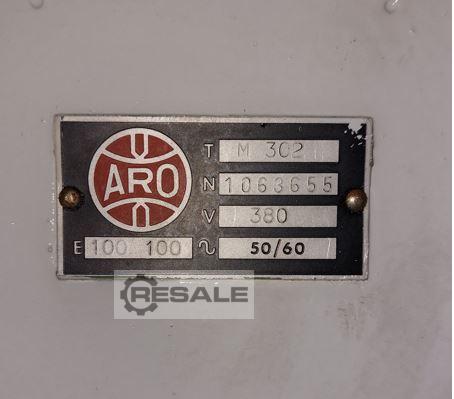 ARO
T M 302
N 1063655
V 380
E 100 100 ∿ 50/60
RESALE